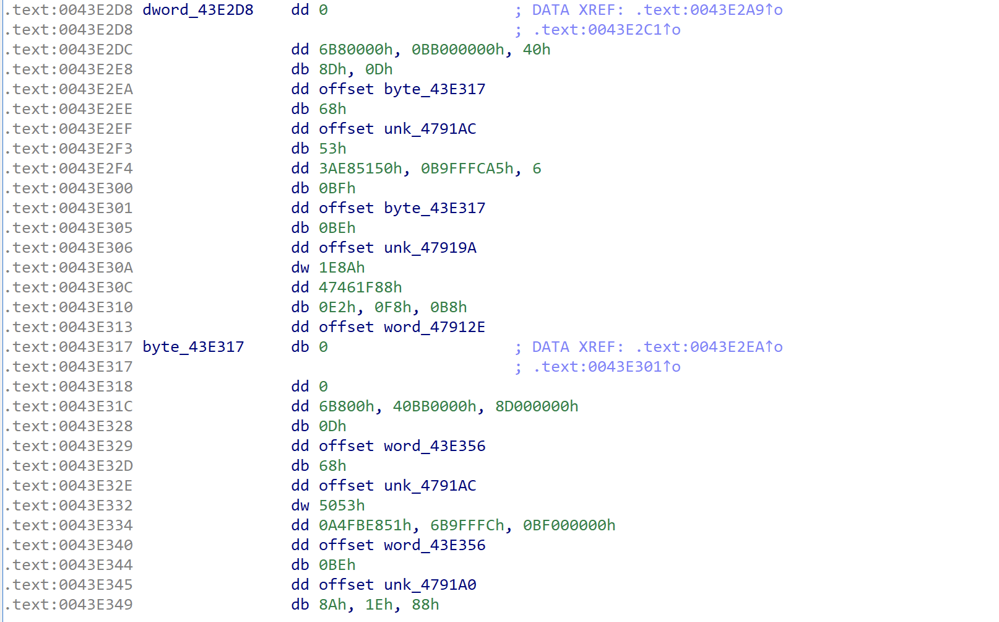 .text:0043E2D8 dword_43E2D8 dd 0 ; DATA XREF: .text:0043E2A9↑o
.text:0043E2D8 ; .text:0043E2C1↑o
.text:0043E2DC dd 6B80000h, 0BB000000h, 40h
.text:0043E2E8 db 8Dh, 0Dh
.text:0043E2EA dd offset byte_43E317
.text:0043E2EE db 68h
.text:0043E2EF dd offset unk_4791AC
.text:0043E2F3 db 53h
.text:0043E2F4 dd 3AE85150h, 0B9FFFCA5h, 6
.text:0043E300 db 0BFh
.text:0043E301 dd offset byte_43E317
.text:0043E305 db 0BEh
.text:0043E306 dd offset unk_47919A
.text:0043E30A dw 1E8Ah
.text:0043E30C dd 47461F88h
.text:0043E310 db 0E2h, 0F8h, 0B8h
.text:0043E313 dd offset word_47912E
.text:0043E317 byte_43E317 db 0 ; DATA XREF: .text:0043E2EA↑o
.text:0043E317 ; .text:0043E301↑o
.text:0043E318 dd 0
.text:0043E31C dd 6B800h, 40BB0000h, 8D000000h
.text:0043E328 db 0Dh
.text:0043E329 dd offset word_43E356
.text:0043E32D db 68h
.text:0043E32E dd offset unk_4791AC
.text:0043E332 dw 5053h
.text:0043E334 dd 0A4FBE851h, 6B9FFFCh, 0BF000000h
.text:0043E340 dd offset word_43E356
.text:0043E344 db 0BEh
.text:0043E345 dd offset unk_4791A0
.text:0043E349 db 8Ah, 1Eh, 88h